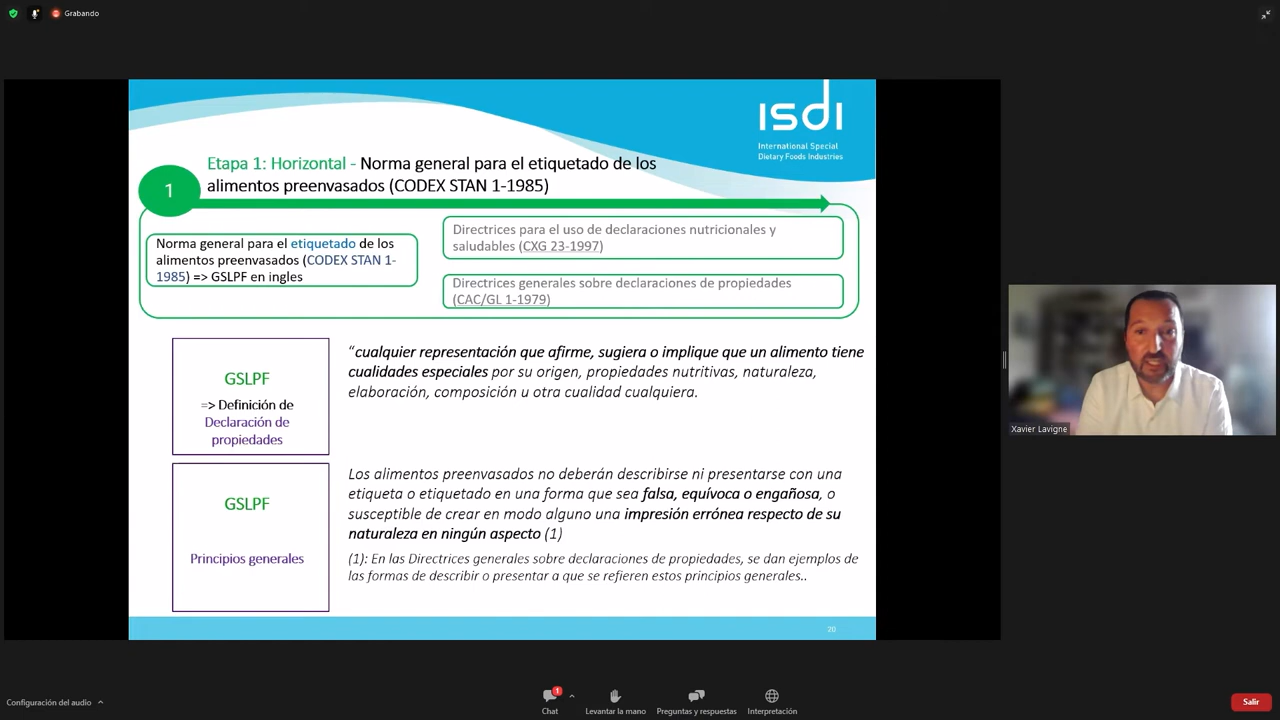 Grabando
isdi
International Special
Dietary Foods Industries
Etapa 1: Horizontal - Norma general para el etiquetado de los
alimentos preenvasados (CODEX STAN 1-1985)
1
Norma general para el etiquetado de los
alimentos preenvasados (CODEX STAN 1-
1985) => GSLPF en ingles
Directrices para el uso de declaraciones nutricionales y
saludables (CXG 23-1997)
Directrices generales sobre declaraciones de propiedades
(CAC/GL 1-1979)
GSLPF
=> Definición de
Declaración de
propiedades
“cualquier representación que afirme, sugiera o implique que un alimento tiene
cualidades especiales por su origen, propiedades nutritivas, naturaleza,
elaboración, composición u otra cualidad cualquiera.
GSLPF
Principios generales
Los alimentos preenvasados no deberán describirse ni presentarse con una
etiqueta o etiquetado en una forma que sea falsa, equívoca o engañosa, o
susceptible de crear en modo alguno una impresión errónea respecto de su
naturaleza en ningún aspecto (1)
(1): En las Directrices generales sobre declaraciones de propiedades, se dan ejemplos de
las formas de describir o presentar a que se refieren estos principios generales..
20
Xavier Lavigne
Configuración del audio
1
Chat
Levantar la mano
Preguntas y respuestas
Interpretación
Salir